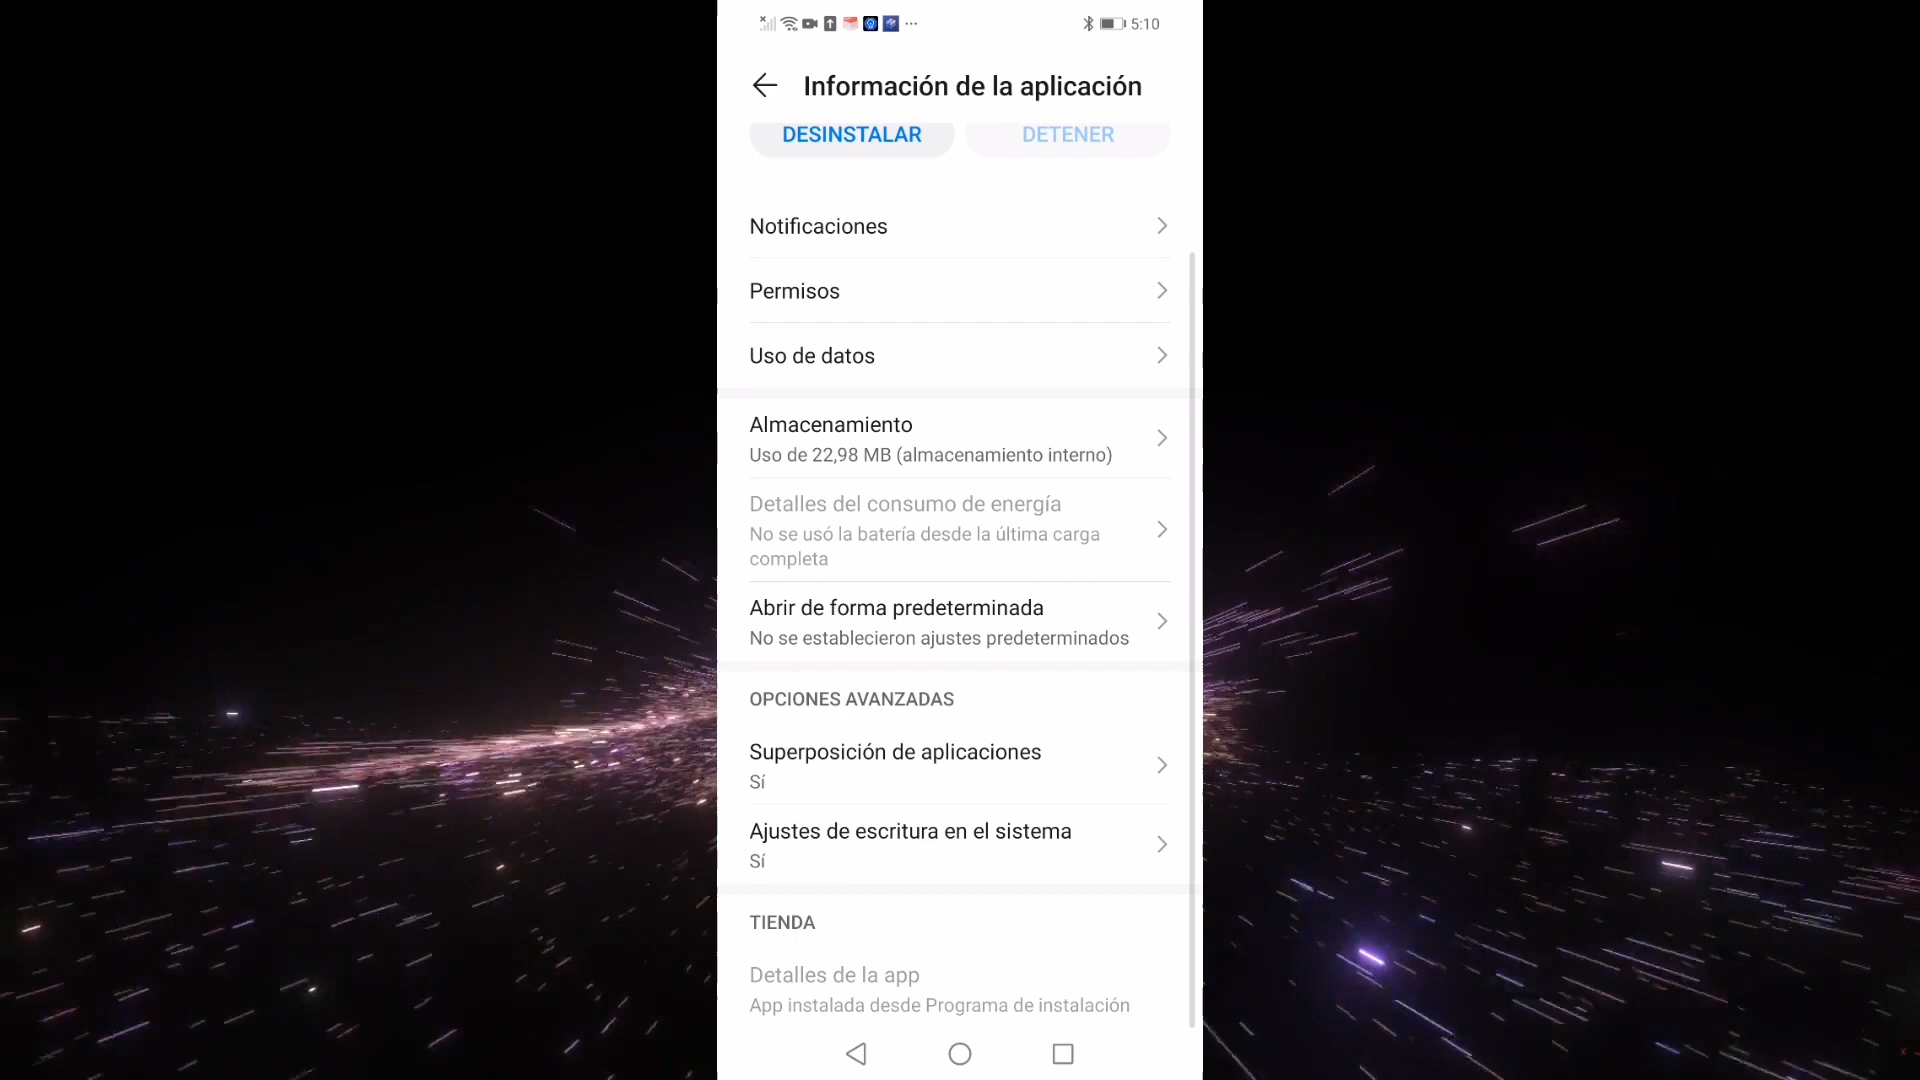 5:10
Información de la aplicación
DESINSTALAR
DETENER
Notificaciones
Permisos
Uso de datos
Almacenamiento
Uso de 22,98 MB (almacenamiento interno)
Detalles del consumo de energía
No se usó la batería desde la última carga
completa
Abrir de forma predeterminada
No se establecieron ajustes predeterminados
OPCIONES AVANZADAS
Superposición de aplicaciones
Sí
Ajustes de escritura en el sistema
Sí
TIENDA
Detalles de la app
App instalada desde Programa de instalación